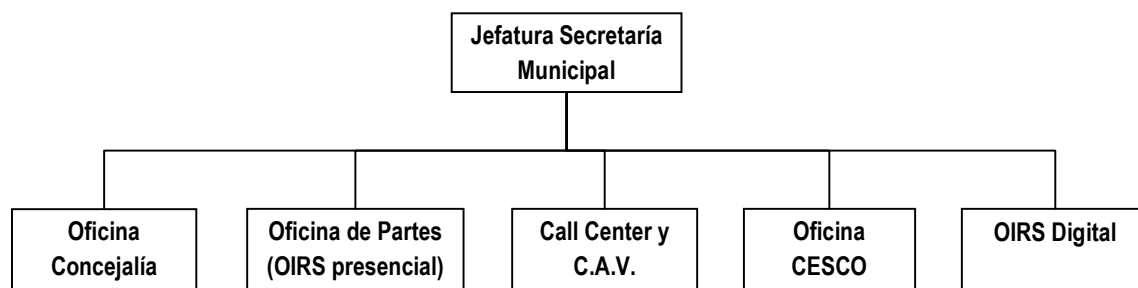 Jefatura Secretaría
Municipal
Oficina
Concejalía
Oficina de Partes
(OIRS presencial)
Call Center y
C.A.V.
Oficina
CESCO
OIRS Digital